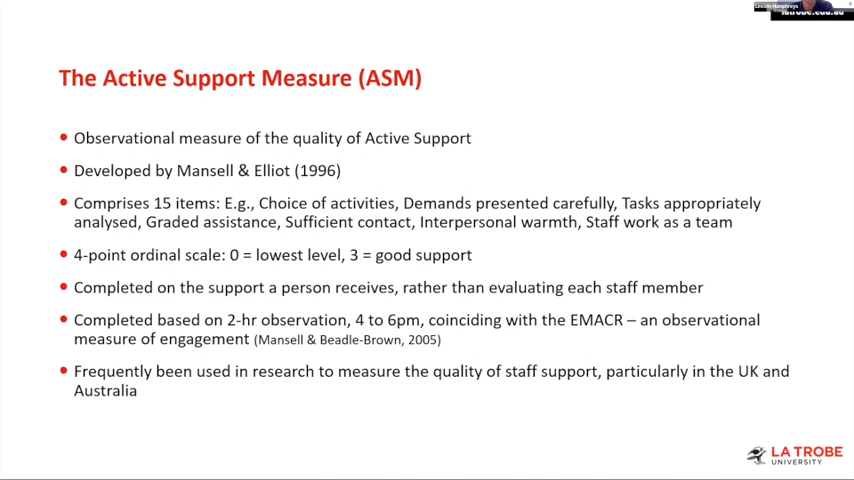 Lincoln Humphreys
latrobe.edu.au
The Active Support Measure (ASM)
• Observational measure of the quality of Active Support
• Developed by Mansell & Elliot (1996)
• Comprises 15 items: E.g., Choice of activities, Demands presented carefully, Tasks appropriately
analysed, Graded assistance, Sufficient contact, Interpersonal warmth, Staff work as a team
• 4-point ordinal scale: 0 = lowest level, 3 = good support
• Completed on the support a person receives, rather than evaluating each staff member
• Completed based on 2-hr observation, 4 to 6pm, coinciding with the EMACR – an observational
measure of engagement (Mansell & Beadle-Brown, 2005)
• Frequently been used in research to measure the quality of staff support, particularly in the UK and
Australia
LA TROBE
UNIVERSITY